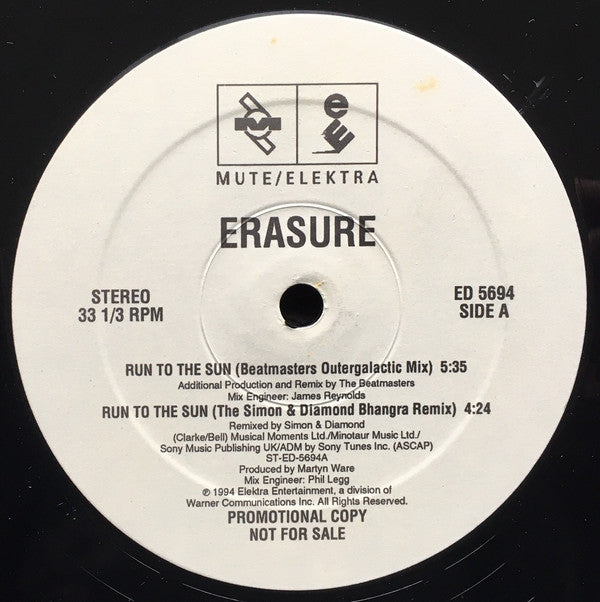 MUTE/ELEKTRA
ERASURE
STEREO
33 1/3 RPM
ED 5694
SIDE A
RUN TO THE SUN (Beatmasters Outergalactic Mix) 5:35
Additional Production and Remix by The Beatmasters
Mix Engineer: James Reynolds
RUN TO THE SUN (The Simon & Diamond Bhangra Remix) 4:24
Remixed by Simon & Diamond
(Clarke/Bell) Musical Moments Ltd./Minotaur Music Ltd./
Sony Music Publishing UK/ADM by Sony Tunes Inc. (ASCAP)
ST-ED-5694A
Produced by Martyn Ware
Mix Engineer: Phil Legg
℗ 1994 Elektra Entertainment, a division of
Warner Communications Inc. All Rights Reserved.
PROMOTIONAL COPY
NOT FOR SALE